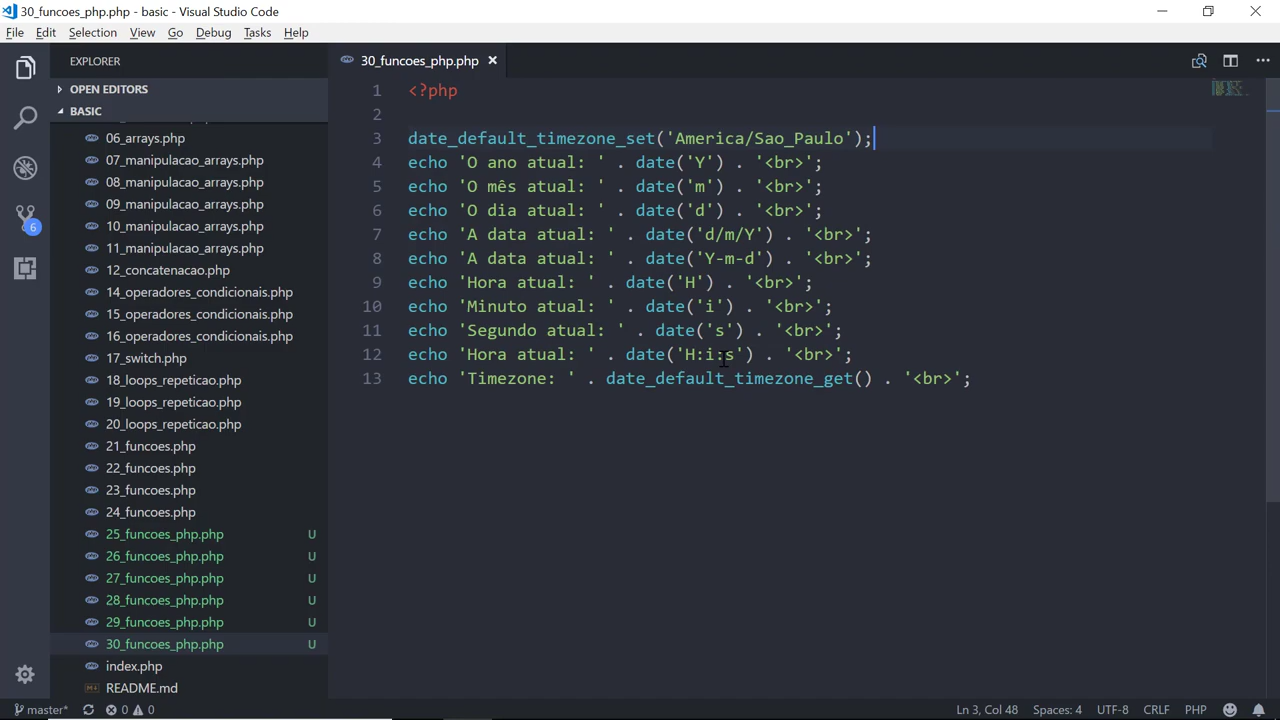 30_funcoes_php.php - basic - Visual Studio Code
File Edit Selection View Go Debug Tasks Help
EXPLORER
OPEN EDITORS
BASIC
06_arrays.php
07_manipulacao_arrays.php
08_manipulacao_arrays.php
09_manipulacao_arrays.php
10_manipulacao_arrays.php
11_manipulacao_arrays.php
12_concatenacao.php
14_operadores_condicionais.php
15_operadores_condicionais.php
16_operadores_condicionais.php
17_switch.php
18_loops_repeticao.php
19_loops_repeticao.php
20_loops_repeticao.php
21_funcoes.php
22_funcoes.php
23_funcoes.php
24_funcoes.php
25_funcoes_php.php U
26_funcoes_php.php U
27_funcoes_php.php U
28_funcoes_php.php U
29_funcoes_php.php U
30_funcoes_php.php U
index.php
README.md
6
30_funcoes_php.php
1 <?php
2
3 date_default_timezone_set('America/Sao_Paulo');
4 echo 'O ano atual: ' . date('Y') . '<br>';
5 echo 'O mês atual: ' . date('m') . '<br>';
6 echo 'O dia atual: ' . date('d') . '<br>';
7 echo 'A data atual: ' . date('d/m/Y') . '<br>';
8 echo 'A data atual: ' . date('Y-m-d') . '<br>';
9 echo 'Hora atual: ' . date('H') . '<br>';
10 echo 'Minuto atual: ' . date('i') . '<br>';
11 echo 'Segundo atual: ' . date('s') . '<br>';
12 echo 'Hora atual: ' . date('H:i:s') . '<br>';
13 echo 'Timezone: ' . date_default_timezone_get() . '<br>';
master* 0 0 Ln 3, Col 48 Spaces: 4 UTF-8 CRLF PHP